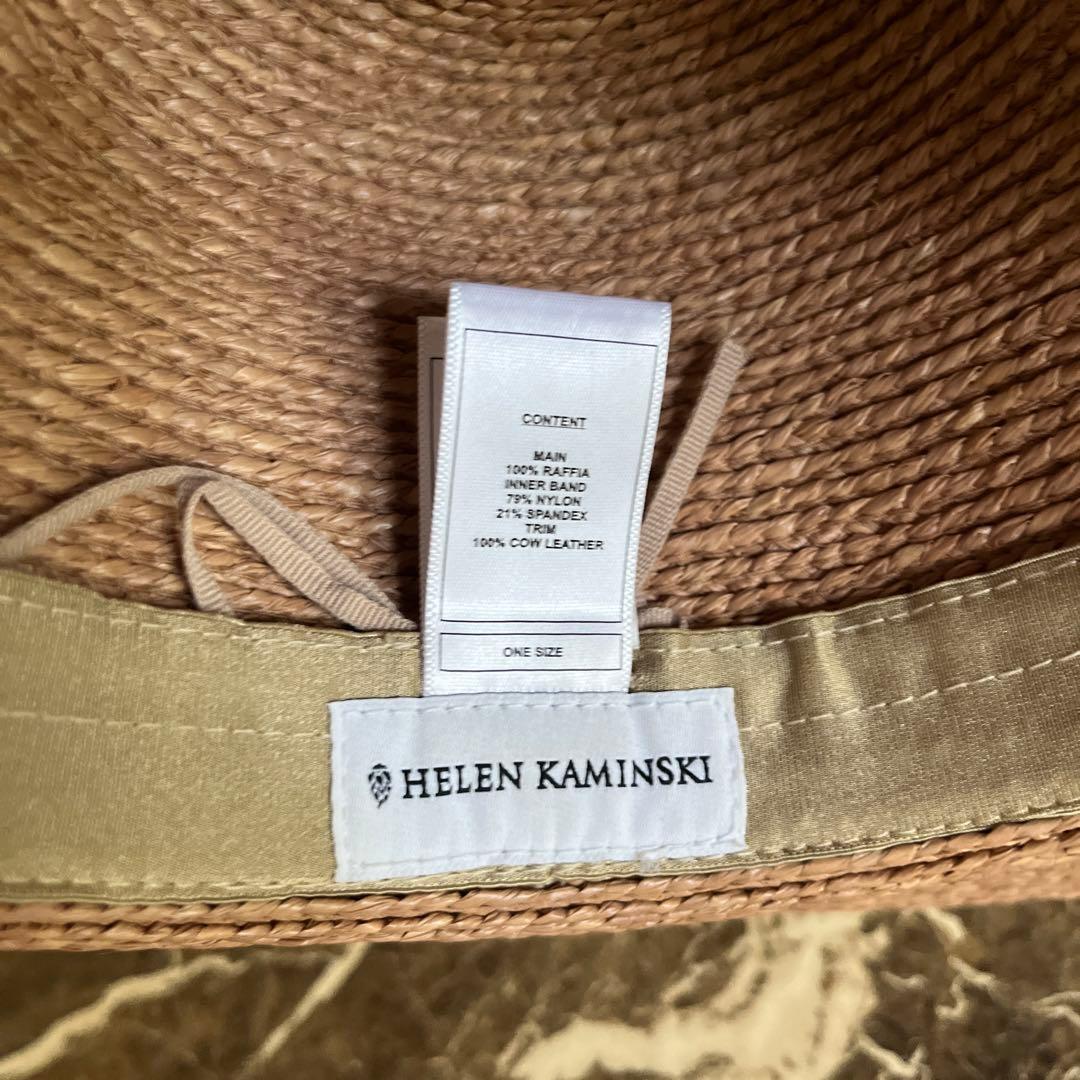 CONTENT
MAIN
100% RAFFIA
INNER BAND
79% NYLON
21% SPANDEX
TRIM
100% COW LEATHER
ONE SIZE
HELEN KAMINSKI